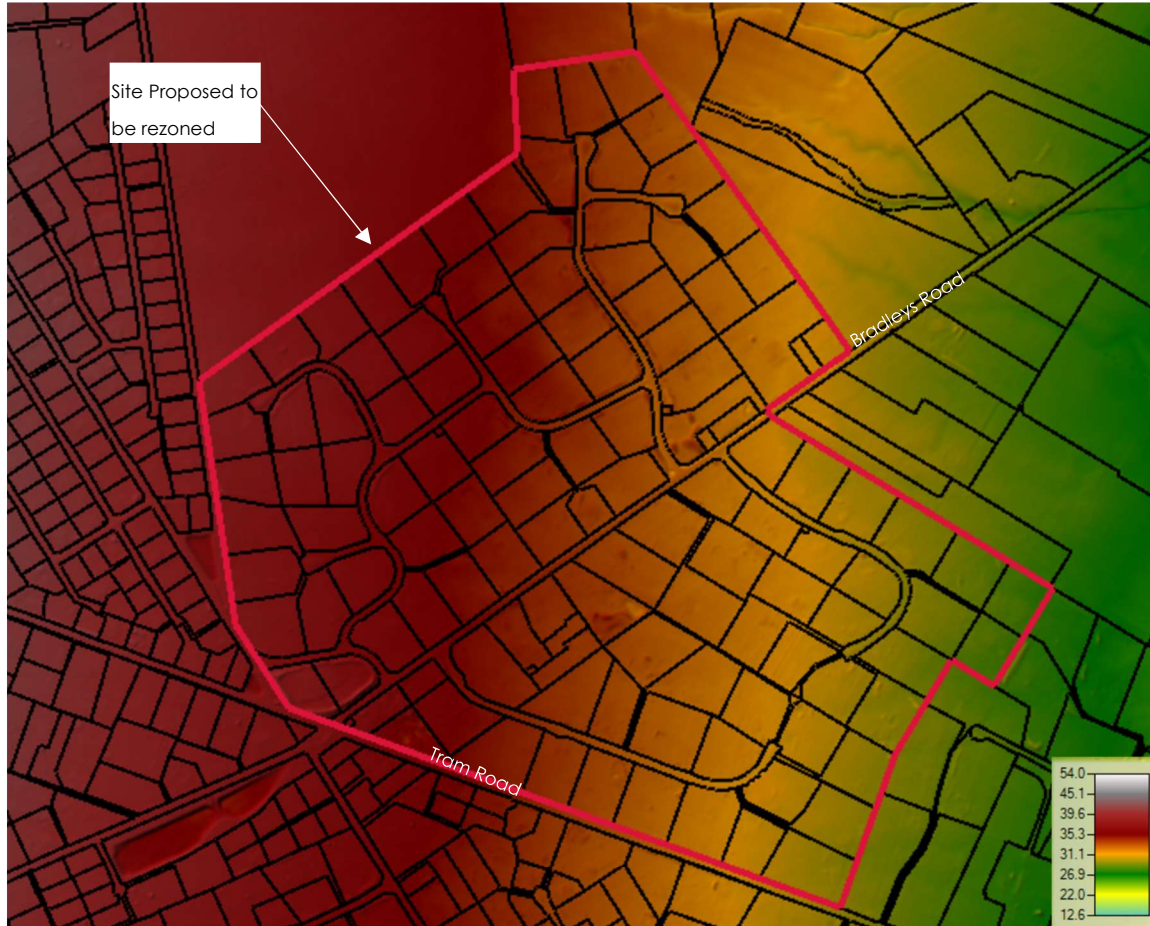 Site Proposed to
be rezoned
Bradleys Road
Tram Road
54.0
45.1
39.6
35.3
31.1
26.9
22.0
12.6